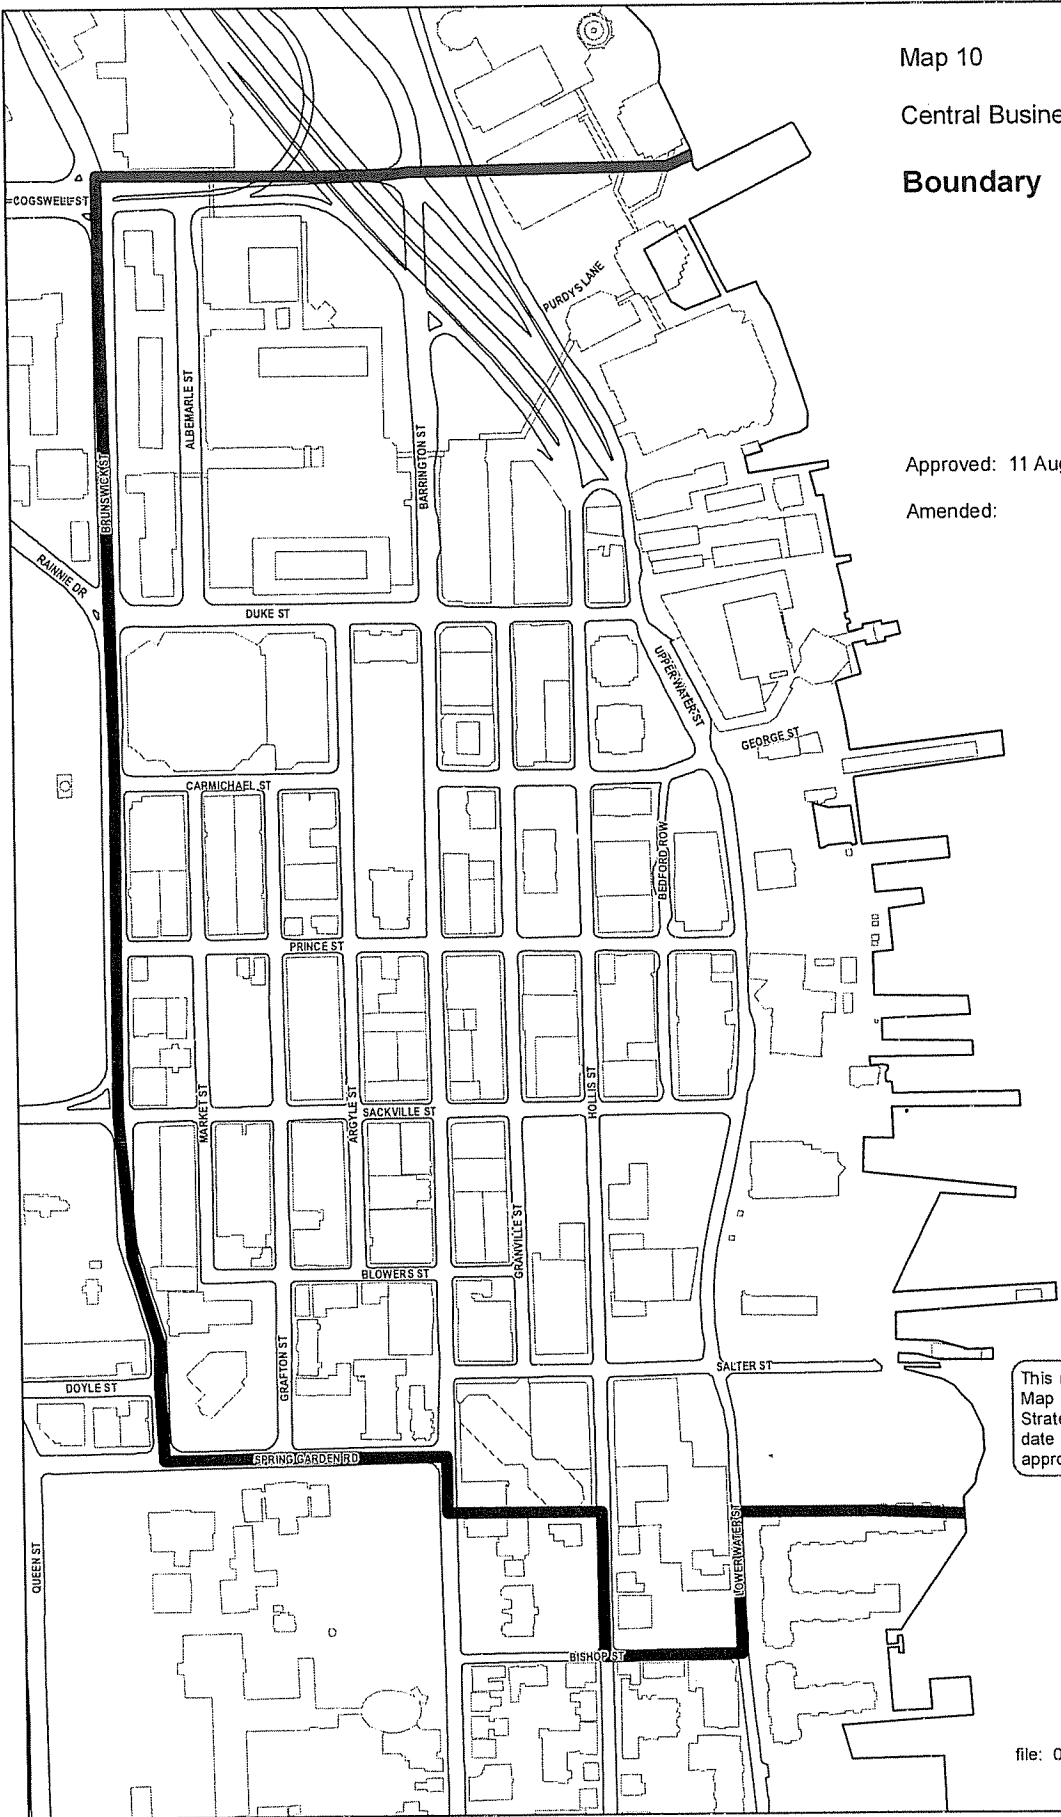 Map 10
Central Busine
Boundary
COGSWELL ST
PURDYS LANE
ALBEMARLE ST
BARRINGTON ST
BRUNSWICK ST
Approved: 11 Aug
Amended:
RAINNIE DR
DUKE ST
UPPER WATER ST
GEORGE ST
CARMICHAEL ST
BEDFORD ROW
PRINCE ST
MARKET ST
ARGYLE ST
SACKVILLE ST
HOLLIS ST
GRANVILLE ST
BLOWERS ST
GRAFTON ST
SALTER ST
DOYLE ST
This
Map
Strate
date
appro
SPRING GARDEN RD
QUEEN ST
LOWER WATER ST
BISHOP ST
file: 0